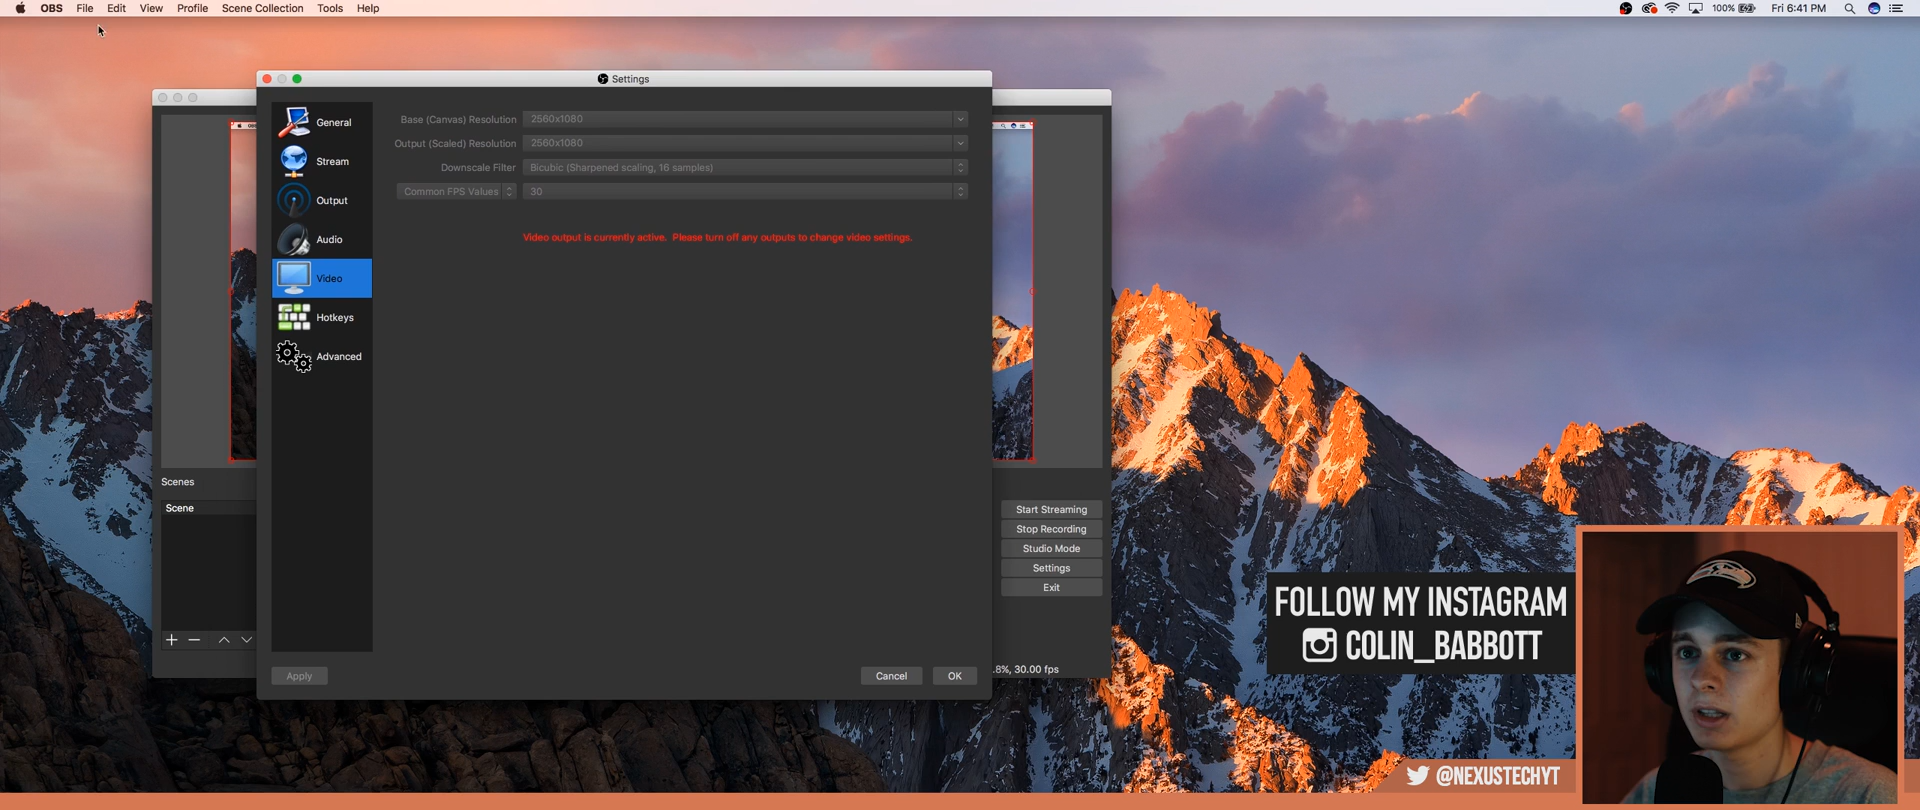 OBS File Edit View Profile Scene Collection Tools Help
100% Fri 6:41 PM
Settings
General
Stream
Output
Audio
Video
Hotkeys
Advanced
Base (Canvas) Resolution 2560x1080
Output (Scaled) Resolution 2560x1080
Downscale Filter Bicubic (Sharpened scaling, 16 samples)
Common FPS Values 30
Video output is currently active. Please turn off any outputs to change video settings.
Apply
Cancel
OK
Scenes
Scene
Start Streaming
Stop Recording
Studio Mode
Settings
Exit
.8%, 30.00 fps
FOLLOW MY INSTAGRAM
COLIN_BABBOTT
@NEXUSTECHYT